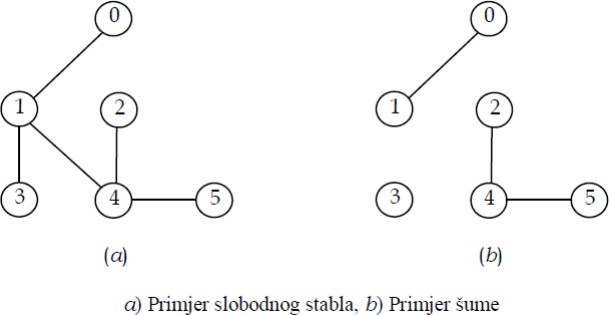 0 0
1 2 1 2
3 4 5 3 4 5
(a) (b)
a) Primjer slobodnog stabla, b) Primjer šume